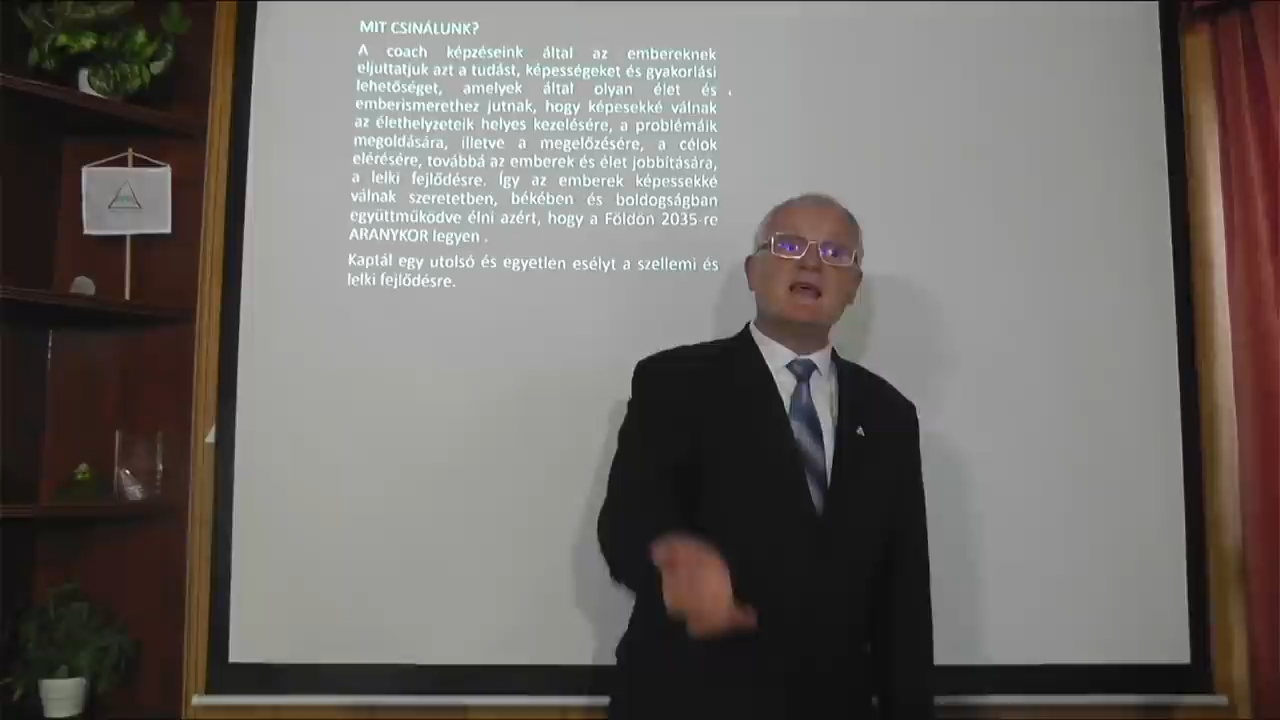 MIT CSINÁLUNK?
A coach képzéseink által az embereknek
eljuttatjuk azt a tudást, képességeket és gyakorlási
lehetőséget, amelyek által olyan élet és
emberismerethez jutnak, hogy képesekké válnak
az élethelyzeteik helyes kezelésére, a problémáik
megoldására, illetve a megelőzésére, a célok
elérésére, továbbá az emberek és élet jobbítására,
a lelki fejlődésre. Így az emberek képessekké
válnak szeretetben, békében és boldogságban
együttműködve élni azért, hogy a Földön 2035-re
ARANYKOR legyen .
Kaptál egy utolsó és egyetlen esélyt a szellemi és
lelki fejlődésre.